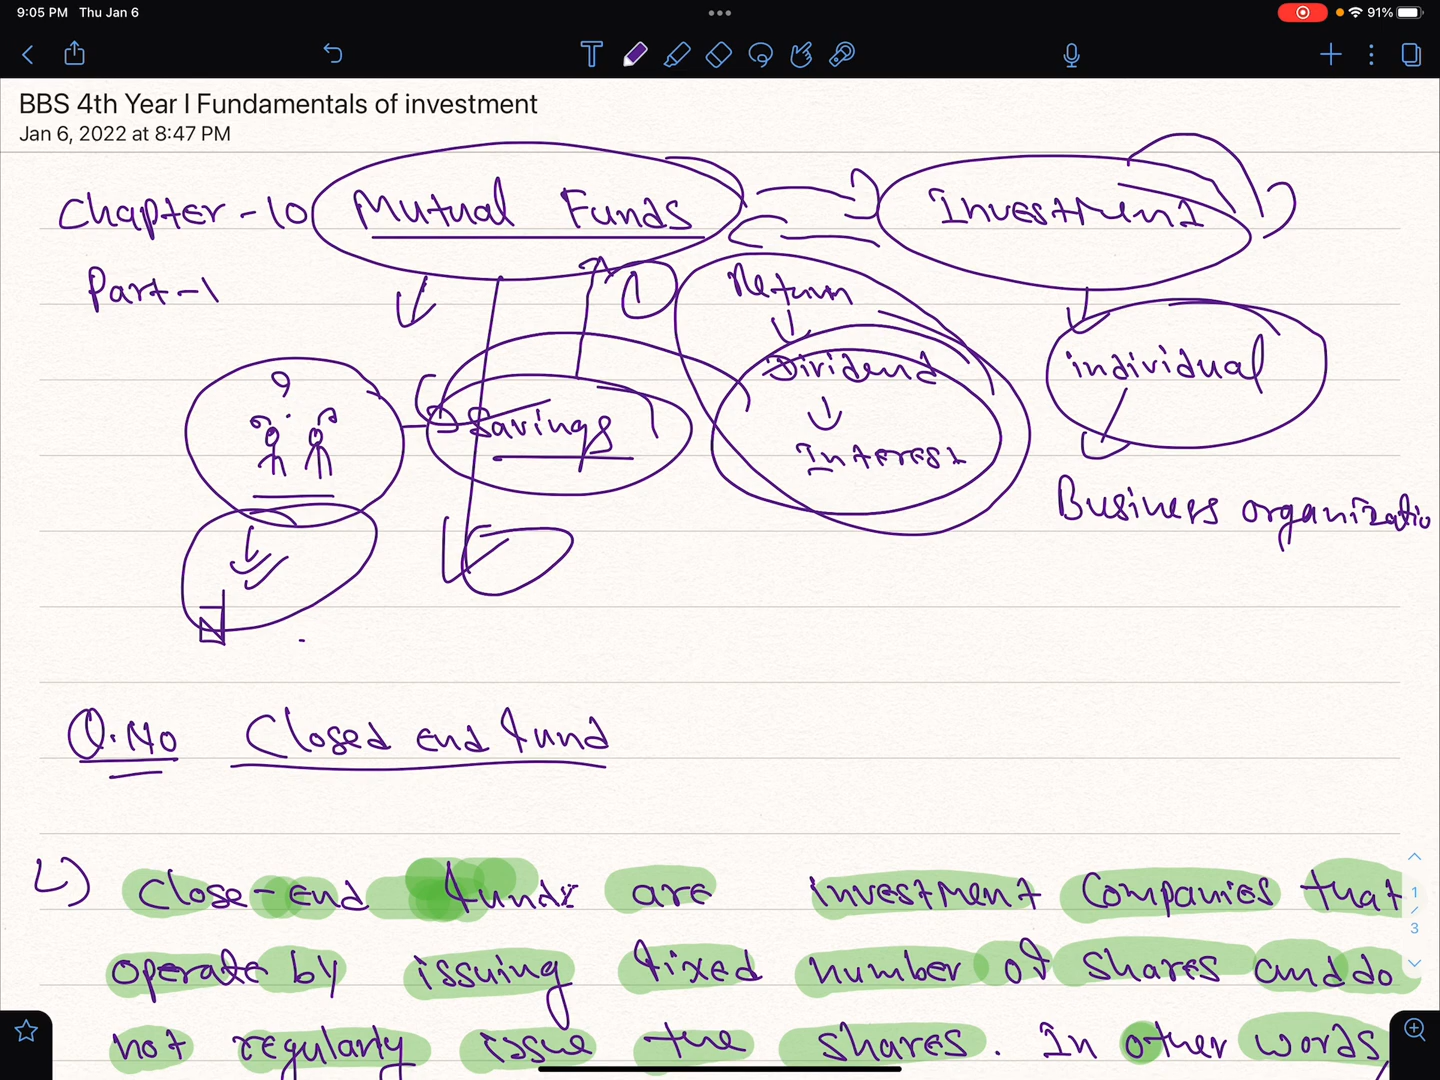 9:05 PM Thu Jan 6
91%
BBS 4th Year I Fundamentals of investment
Jan 6, 2022 at 8:47 PM
Chapter-10 Mutual Funds Investment
Part-1 1 Return
Dividend individual
Savings Interest
Business organizatio
Q.No Closed end fund
Close-end funds are investment companies that
operate by issuing fixed number of shares and do
not regularly issue the shares. In other words,
1
/
3